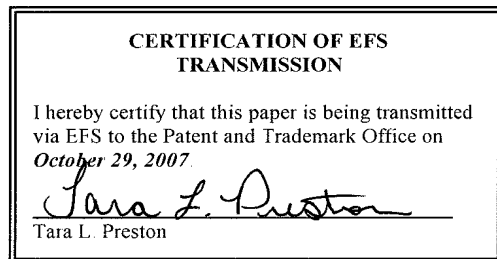 CERTIFICATION OF EFS
TRANSMISSION
I hereby certify that this paper is being transmitted
via EFS to the Patent and Trademark Office on
October 29, 2007.
Tara L. Preston
Tara L. Preston